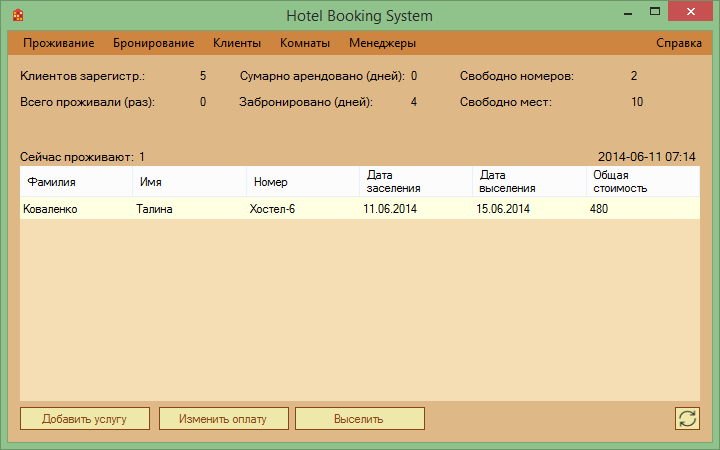 Hotel Booking System
Проживание Бронирование Клиенты Комнаты Менеджеры Справка
Клиентов зарегистр.: 5 Сумарно арендовано (дней): 0 Свободно номеров: 2
Всего проживали (раз): 0 Забронировано (дней): 4 Свободно мест: 10
Сейчас проживают: 1 2014-06-11 07:14
Фамилия Имя Номер Дата заселения Дата выселения Общая стоимость
Коваленко Талина Хостел-6 11.06.2014 15.06.2014 480
Добавить услугу Изменить оплату Выселить